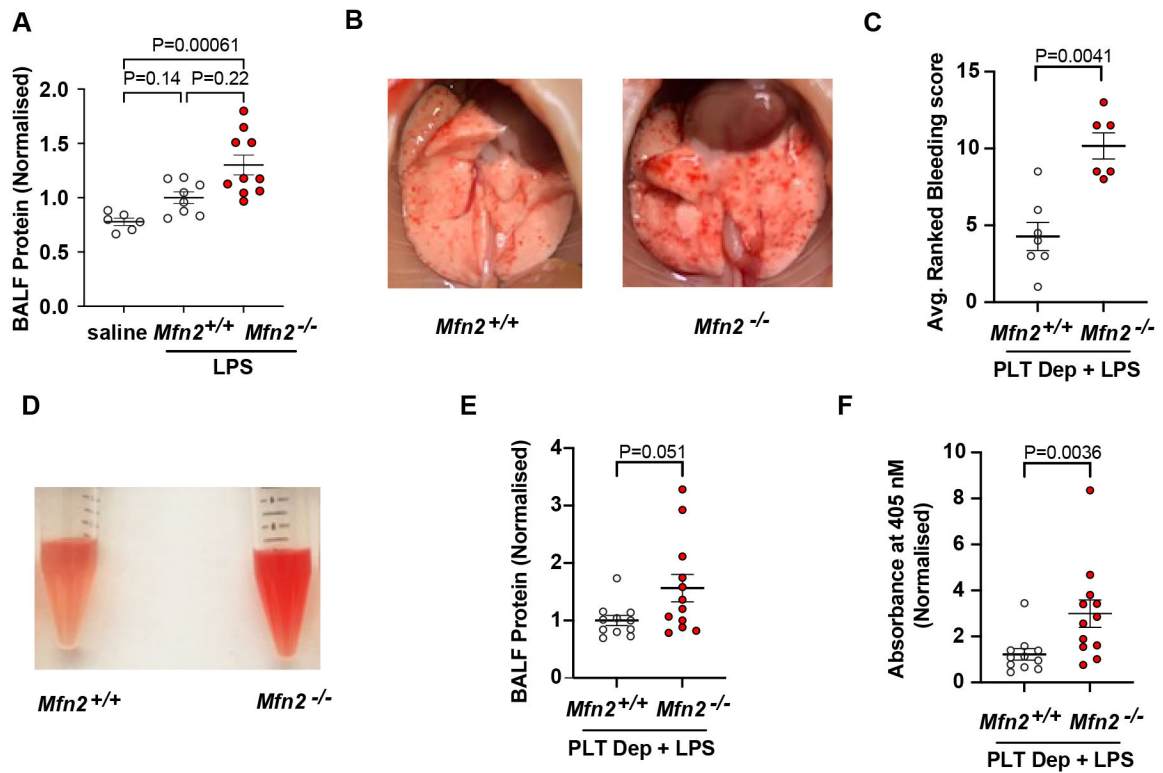 A
P=0.00061
P=0.14
P=0.22
BALF Protein (Normalised)
2.0
1.5
1.0
0.5
0.0
saline
Mfn2+/+
Mfn2-/-
LPS
B
Mfn2+/+
Mfn2 -/-
C
P=0.0041
Avg. Ranked Bleeding score
15
10
5
0
Mfn2+/+
Mfn2 -/-
PLT Dep + LPS
D
Mfn2+/+
Mfn2 -/-
E
P=0.051
BALF Protein (Normalised)
4
3
2
1
0
Mfn2+/+
Mfn2 -/-
PLT Dep + LPS
F
P=0.0036
Absorbance at 405 nM
(Normalised)
10
8
6
4
2
0
Mfn2+/+
Mfn2 -/-
PLT Dep + LPS